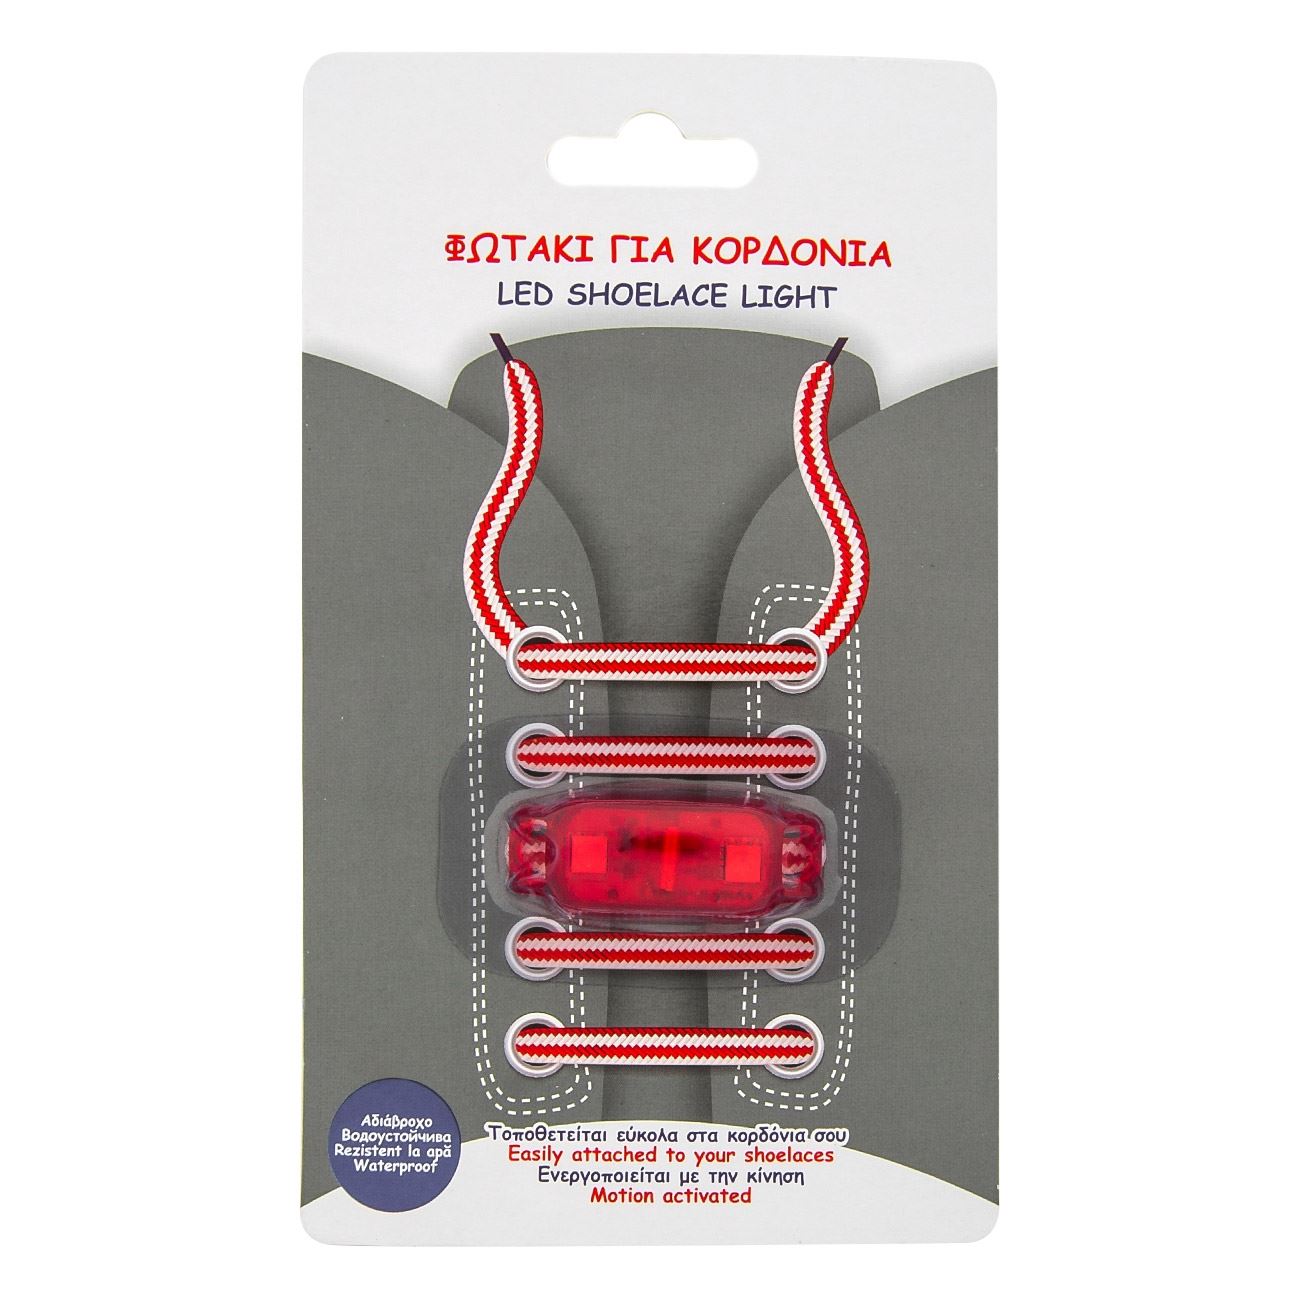 ΦΩΤΑΚΙ ΓΙΑ ΚΟΡΔΟΝΙΑ
LED SHOELACE LIGHT
Αδιάβροχο
Водоустойчива
Rezistent la apă
Waterproof
Τοποθετείται εύκολα στα κορδόνια σου
Easily attached to your shoelaces
Ενεργοποιείται με την κίνηση
Motion activated